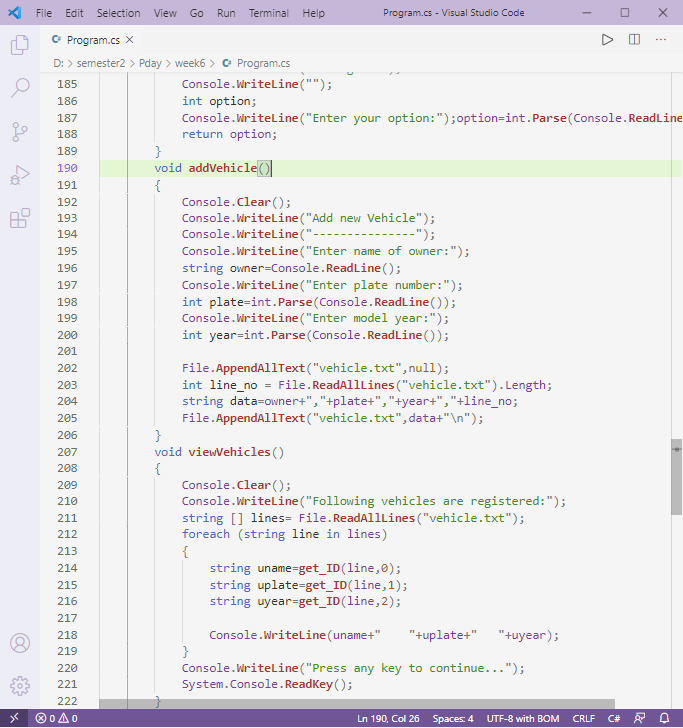 File Edit Selection View Go Run Terminal Help Program.cs - Visual Studio Code
Program.cs
D: > semester2 > Pday > week6 > Program.cs
185 Console.WriteLine("");
186 int option;
187 Console.WriteLine("Enter your option:");option=int.Parse(Console.ReadLine
188 return option;
189 }
190 void addVehicle()
191 {
192 Console.Clear();
193 Console.WriteLine("Add new Vehicle");
194 Console.WriteLine("---------------");
195 Console.WriteLine("Enter name of owner:");
196 string owner=Console.ReadLine();
197 Console.WriteLine("Enter plate number:");
198 int plate=int.Parse(Console.ReadLine());
199 Console.WriteLine("Enter model year:");
200 int year=int.Parse(Console.ReadLine());
201
202 File.AppendAllText("vehicle.txt",null);
203 int line_no = File.ReadAllLines("vehicle.txt").Length;
204 string data=owner+","+plate+","+year+","+line_no;
205 File.AppendAllText("vehicle.txt",data+"\n");
206 }
207 void viewVehicles()
208 {
209 Console.Clear();
210 Console.WriteLine("Following vehicles are registered:");
211 string [] lines= File.ReadAllLines("vehicle.txt");
212 foreach (string line in lines)
213 {
214 string uname=get_ID(line,0);
215 string uplate=get_ID(line,1);
216 string uyear=get_ID(line,2);
217
218 Console.WriteLine(uname+"    "+uplate+"   "+uyear);
219 }
220 Console.WriteLine("Press any key to continue...");
221 System.Console.ReadKey();
222 }
0 0 Ln 190, Col 26 Spaces: 4 UTF-8 with BOM CRLF C#